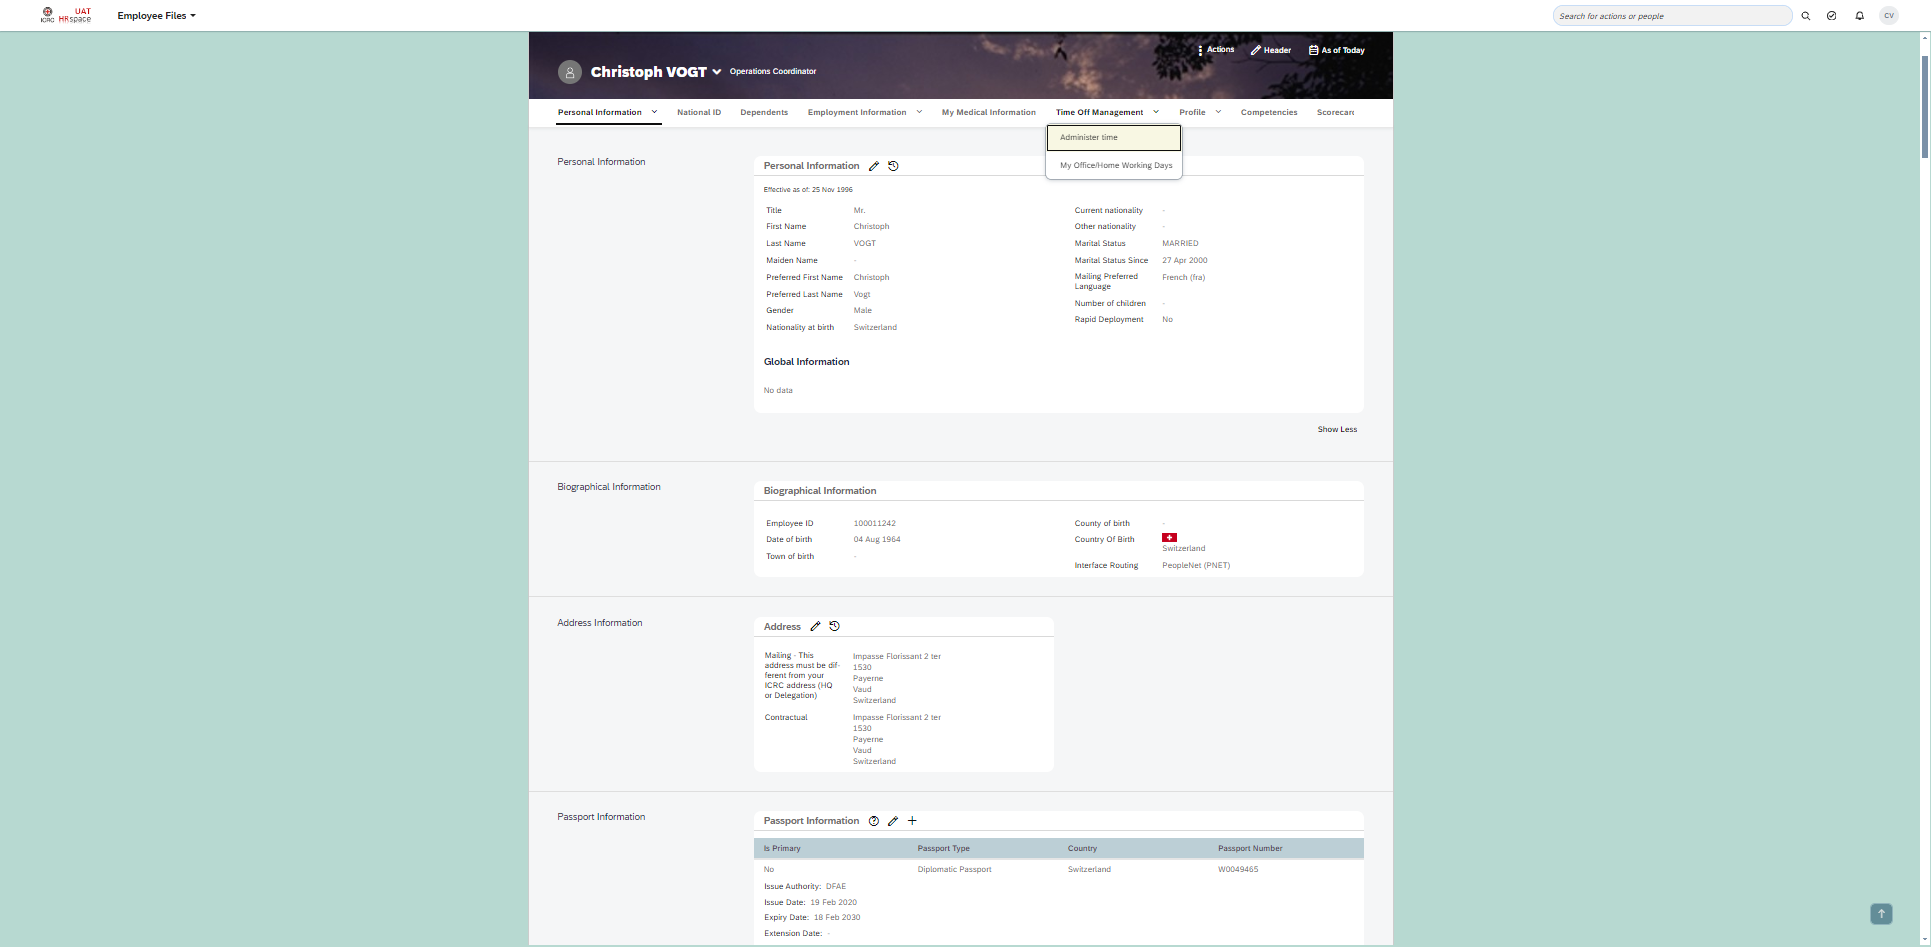 ICRC
UAT
HRspace
Employee Files
Search for actions or people
CV
Actions
Header
As of Today
Christoph VOGT
Operations Coordinator
Personal Information
National ID
Dependents
Employment Information
My Medical Information
Time Off Management
Profile
Competencies
Scorecard
Administer time
My Office/Home Working Days
Personal Information
Personal Information
Effective as of: 25 Nov 1996
Title Mr.
First Name Christoph
Last Name VOGT
Maiden Name -
Preferred First Name Christoph
Preferred Last Name Vogt
Gender Male
Nationality at birth Switzerland
Current nationality -
Other nationality -
Marital Status MARRIED
Marital Status Since 27 Apr 2000
Mailing Preferred French (fra)
Language
Number of children -
Rapid Deployment No
Global Information
No data
Show Less
Biographical Information
Biographical Information
Employee ID 100011242
Date of birth 04 Aug 1964
Town of birth -
County of birth -
Country Of Birth
Switzerland
Interface Routing PeopleNet (PNET)
Address Information
Address
Mailing - This
address must be dif-
ferent from your
ICRC address (HQ
or Delegation)
Impasse Florissant 2 ter
1530
Payerne
Vaud
Switzerland
Contractual
Impasse Florissant 2 ter
1530
Payerne
Vaud
Switzerland
Passport Information
Passport Information
Is Primary Passport Type Country Passport Number
No Diplomatic Passport Switzerland W0049465
Issue Authority: DFAE
Issue Date: 19 Feb 2020
Expiry Date: 18 Feb 2030
Extension Date: -